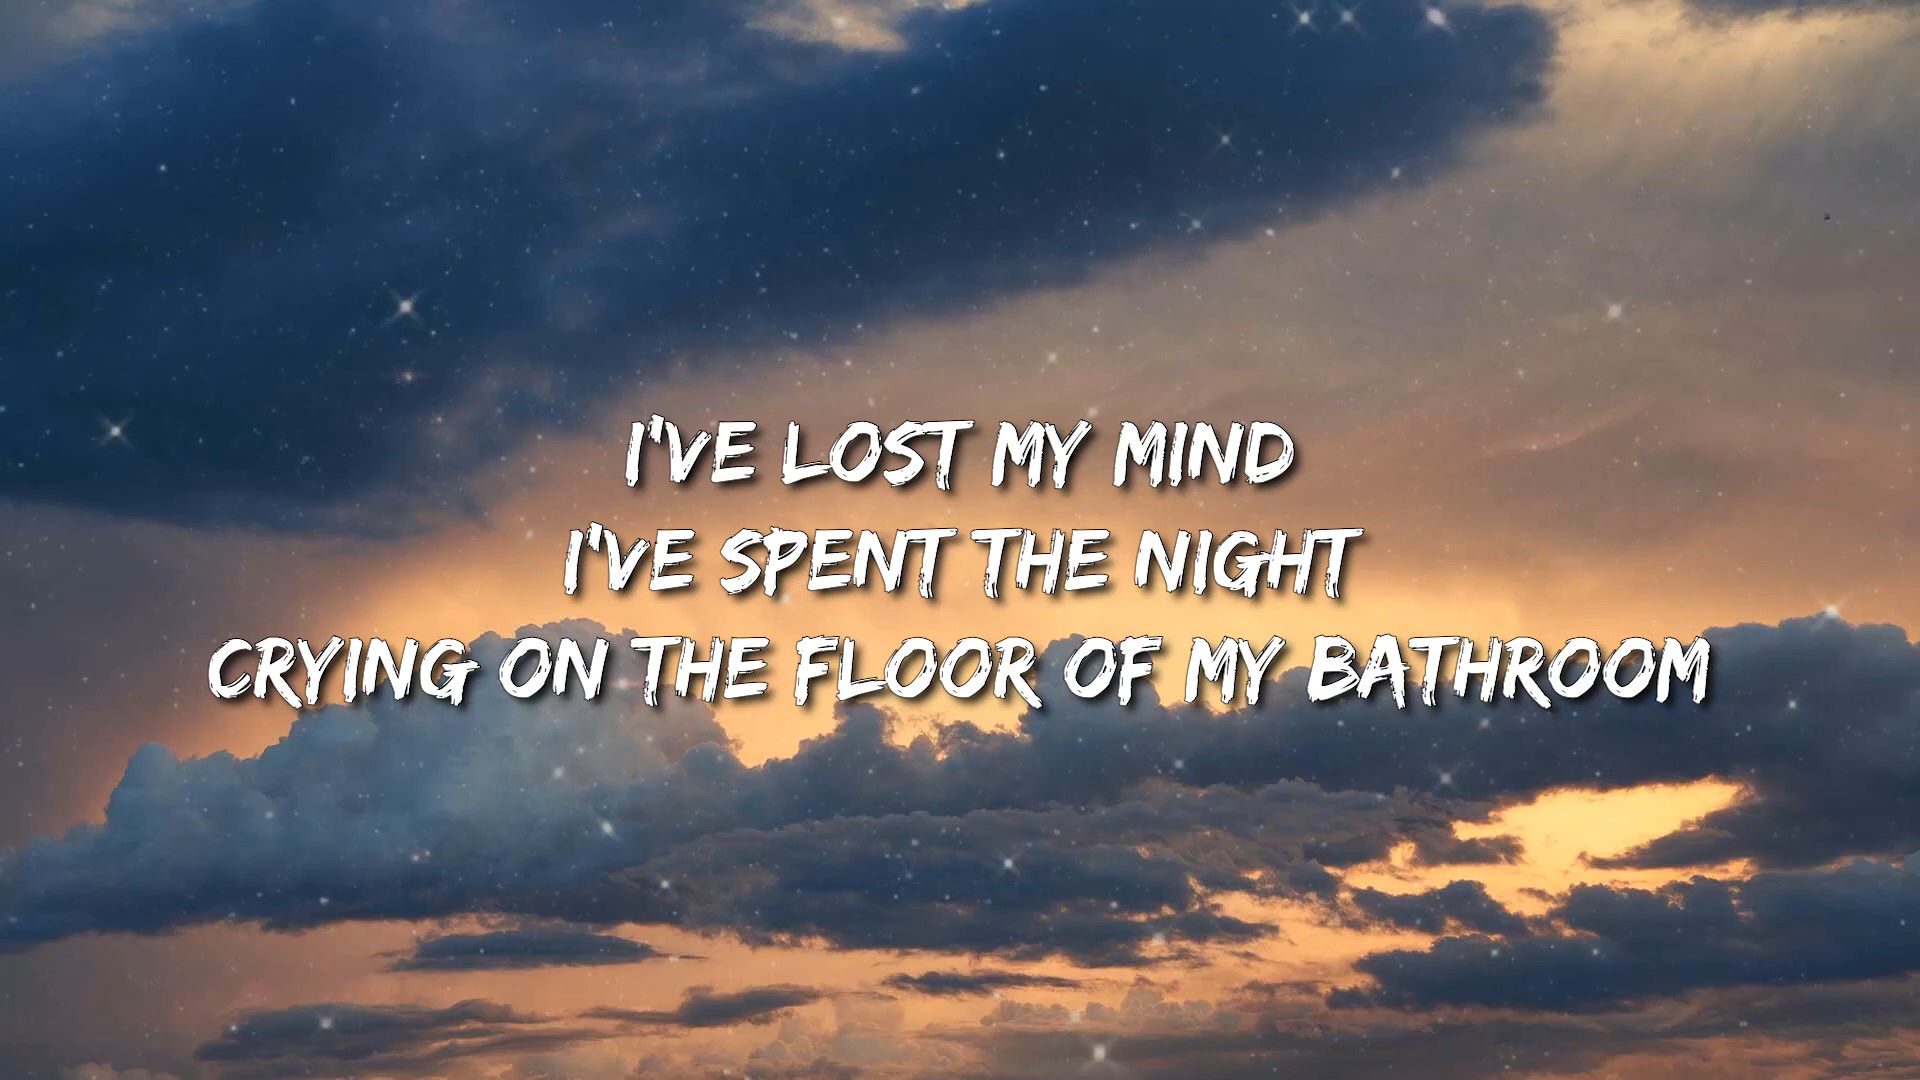 I'VE LOST MY MIND
I'VE SPENT THE NIGHT
CRYING ON THE FLOOR OF MY BATHROOM